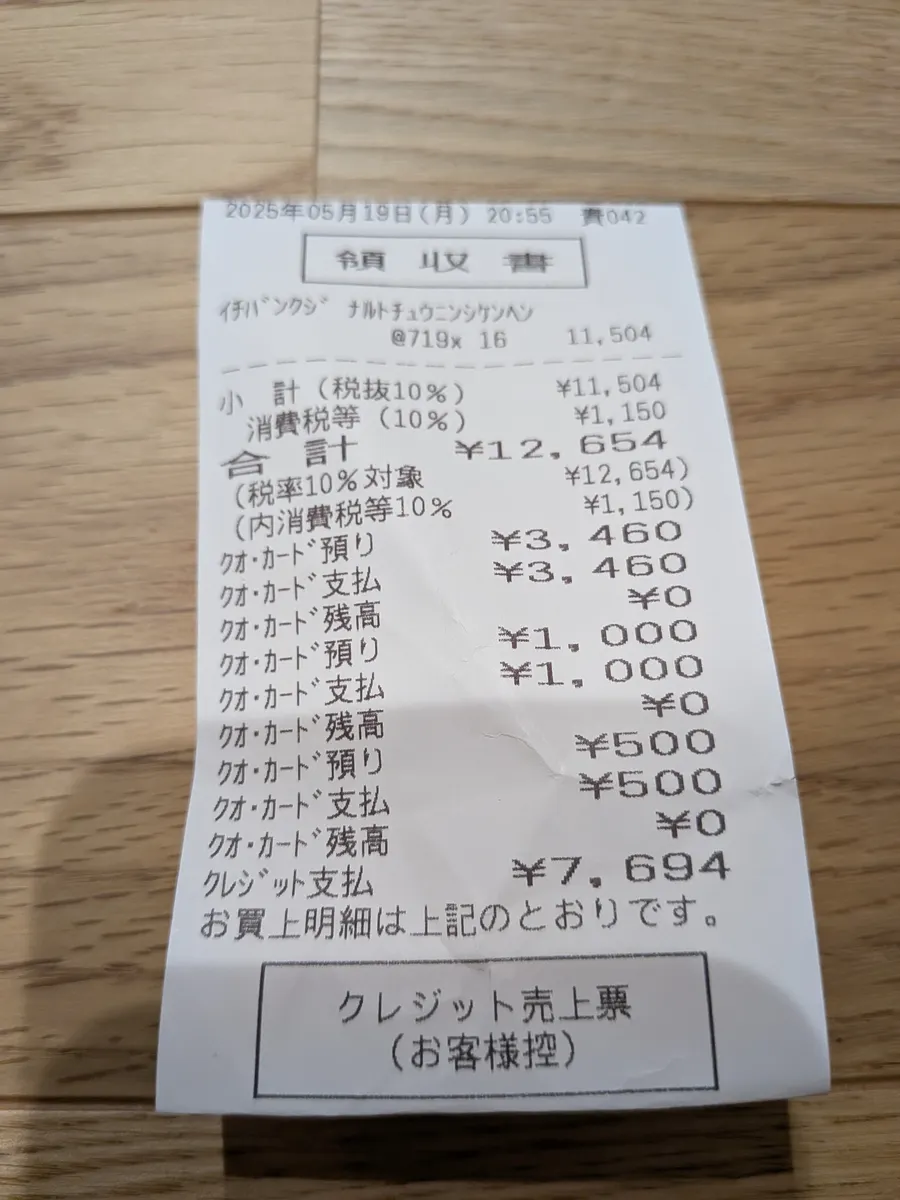 2025年05月19日(月) 20:55 責042
領収書
イチバンクジ ナルトチュウニンシケンヘン
@719x 16 11,504
小 計(税抜10%) ¥11,504
消費税等(10%) ¥1,150
合 計 ¥12,654
(税率10%対象 ¥12,654)
(内消費税等10% ¥1,150)
クオ・カード預り ¥3,460
クオ・カード支払 ¥3,460
クオ・カード残高 ¥0
クオ・カード預り ¥1,000
クオ・カード支払 ¥1,000
クオ・カード残高 ¥0
クオ・カード預り ¥500
クオ・カード支払 ¥500
クオ・カード残高 ¥0
クレジット支払 ¥7,694
お買上明細は上記のとおりです。
クレジット売上票
(お客様控)